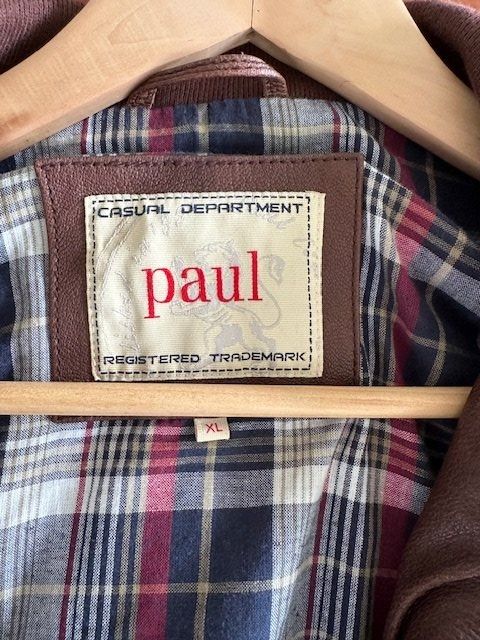 CASUAL DEPARTMENT
paul
REGISTERED TRADEMARK
XL